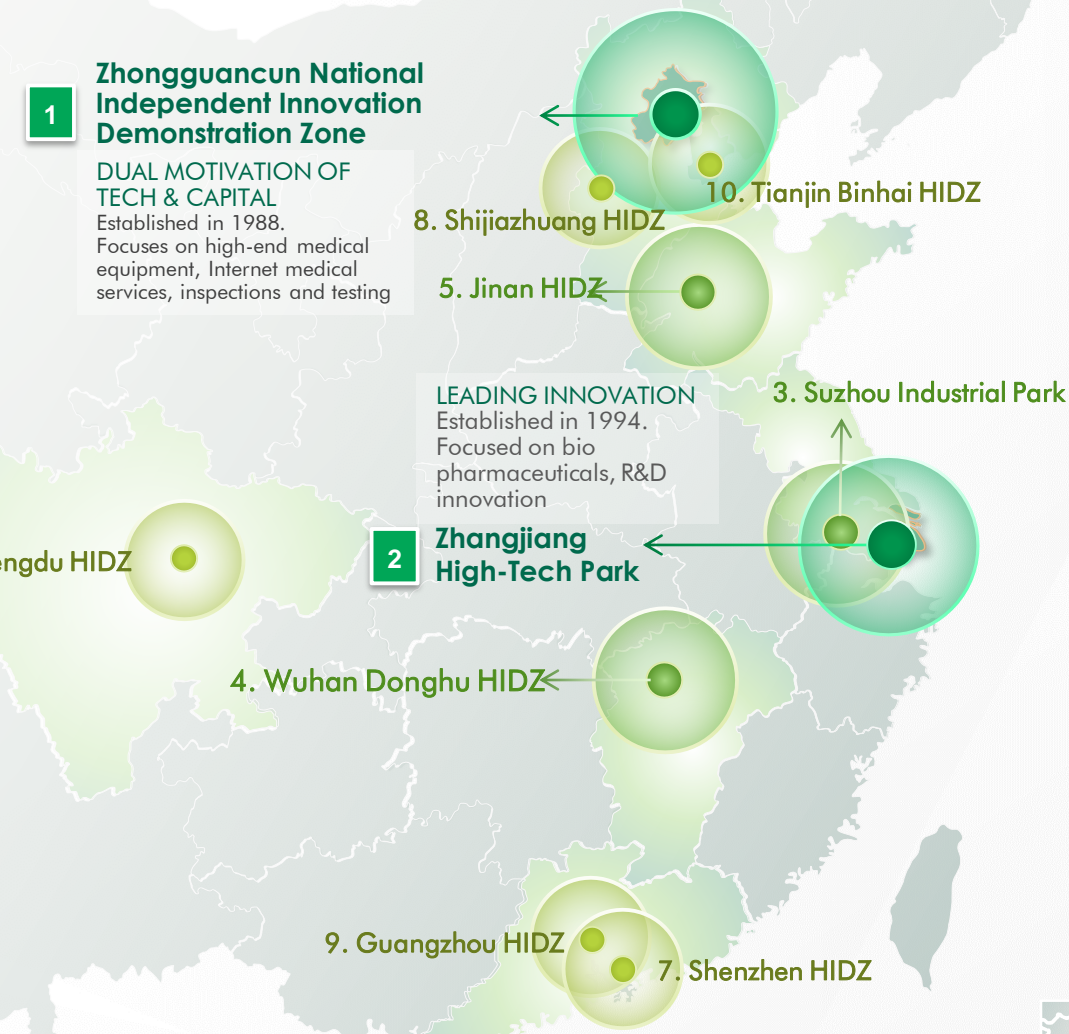 1
Zhongguancun National
Independent Innovation
Demonstration Zone
DUAL MOTIVATION OF
TECH & CAPITAL
Established in 1988.
Focuses on high-end medical
equipment, Internet medical
services, inspections and testing
10. Tianjin Binhai HIDZ
8. Shijiazhuang HIDZ
5. Jinan HIDZ
3. Suzhou Industrial Park
LEADING INNOVATION
Established in 1994.
Focused on bio
pharmaceuticals, R&D
innovation
2
Zhangjiang
High-Tech Park
engdu HIDZ
4. Wuhan Donghu HIDZ
9. Guangzhou HIDZ
7. Shenzhen HIDZ